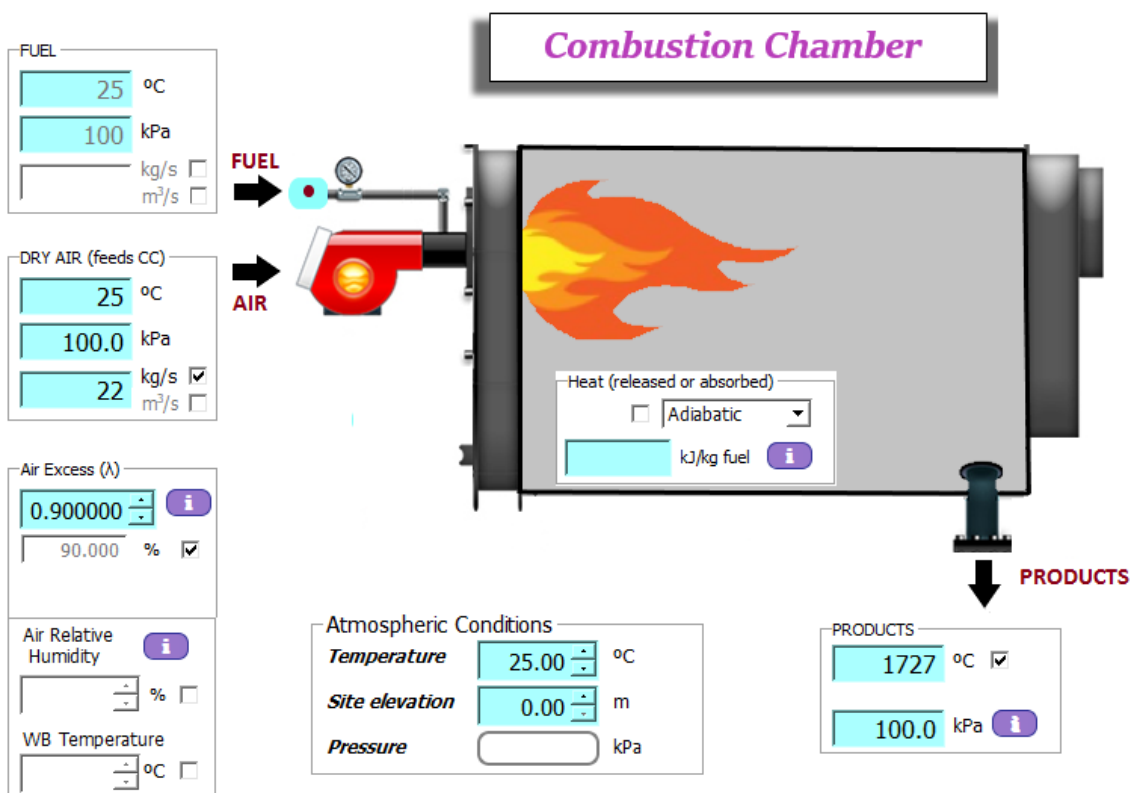 Combustion Chamber
FUEL
25 ºC
100 kPa
kg/s
m³/s
FUEL
DRY AIR (feeds CC)
25 ºC
100.0 kPa
22 kg/s
m³/s
AIR
Heat (released or absorbed)
Adiabatic
kJ/kg fuel i
Air Excess (λ)
0.900000 i
90.000 %
Air Relative
Humidity i
%
WB Temperature
ºC
Atmospheric Conditions
Temperature 25.00 ºC
Site elevation 0.00 m
Pressure kPa
PRODUCTS
PRODUCTS
1727 ºC
100.0 kPa i